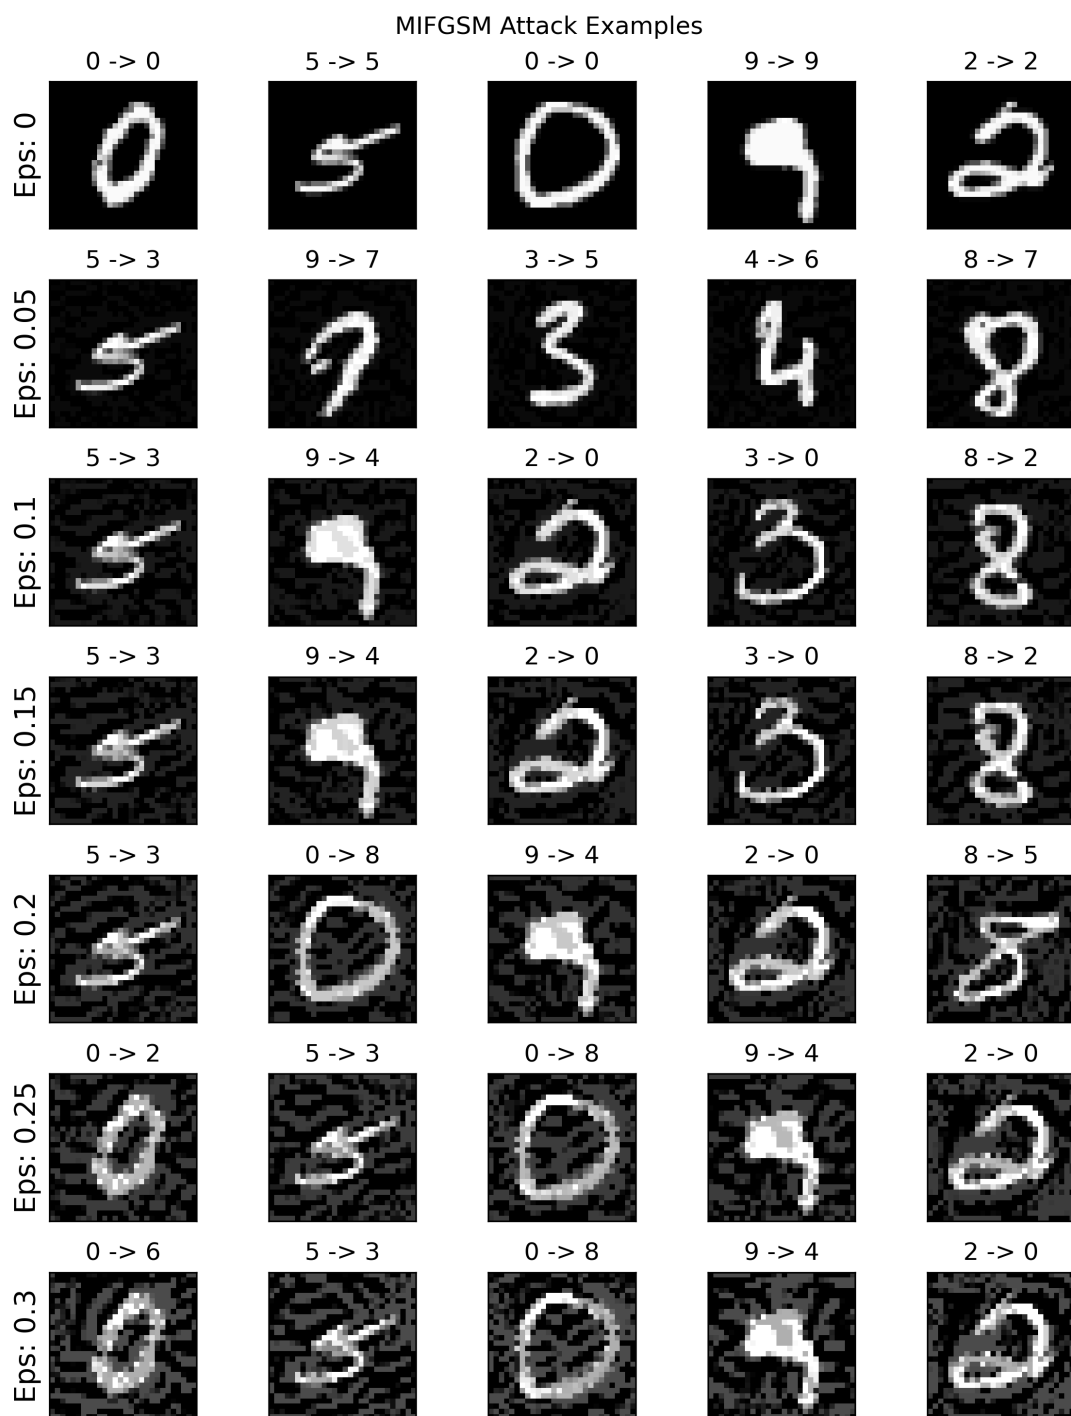 MIFGSM Attack Examples
0 -> 0 5 -> 5 0 -> 0 9 -> 9 2 -> 2
Eps: 0
5 -> 3 9 -> 7 3 -> 5 4 -> 6 8 -> 7
Eps: 0.05
5 -> 3 9 -> 4 2 -> 0 3 -> 0 8 -> 2
Eps: 0.1
5 -> 3 9 -> 4 2 -> 0 3 -> 0 8 -> 2
Eps: 0.15
5 -> 3 0 -> 8 9 -> 4 2 -> 0 8 -> 5
Eps: 0.2
0 -> 2 5 -> 3 0 -> 8 9 -> 4 2 -> 0
Eps: 0.25
0 -> 6 5 -> 3 0 -> 8 9 -> 4 2 -> 0
Eps: 0.3